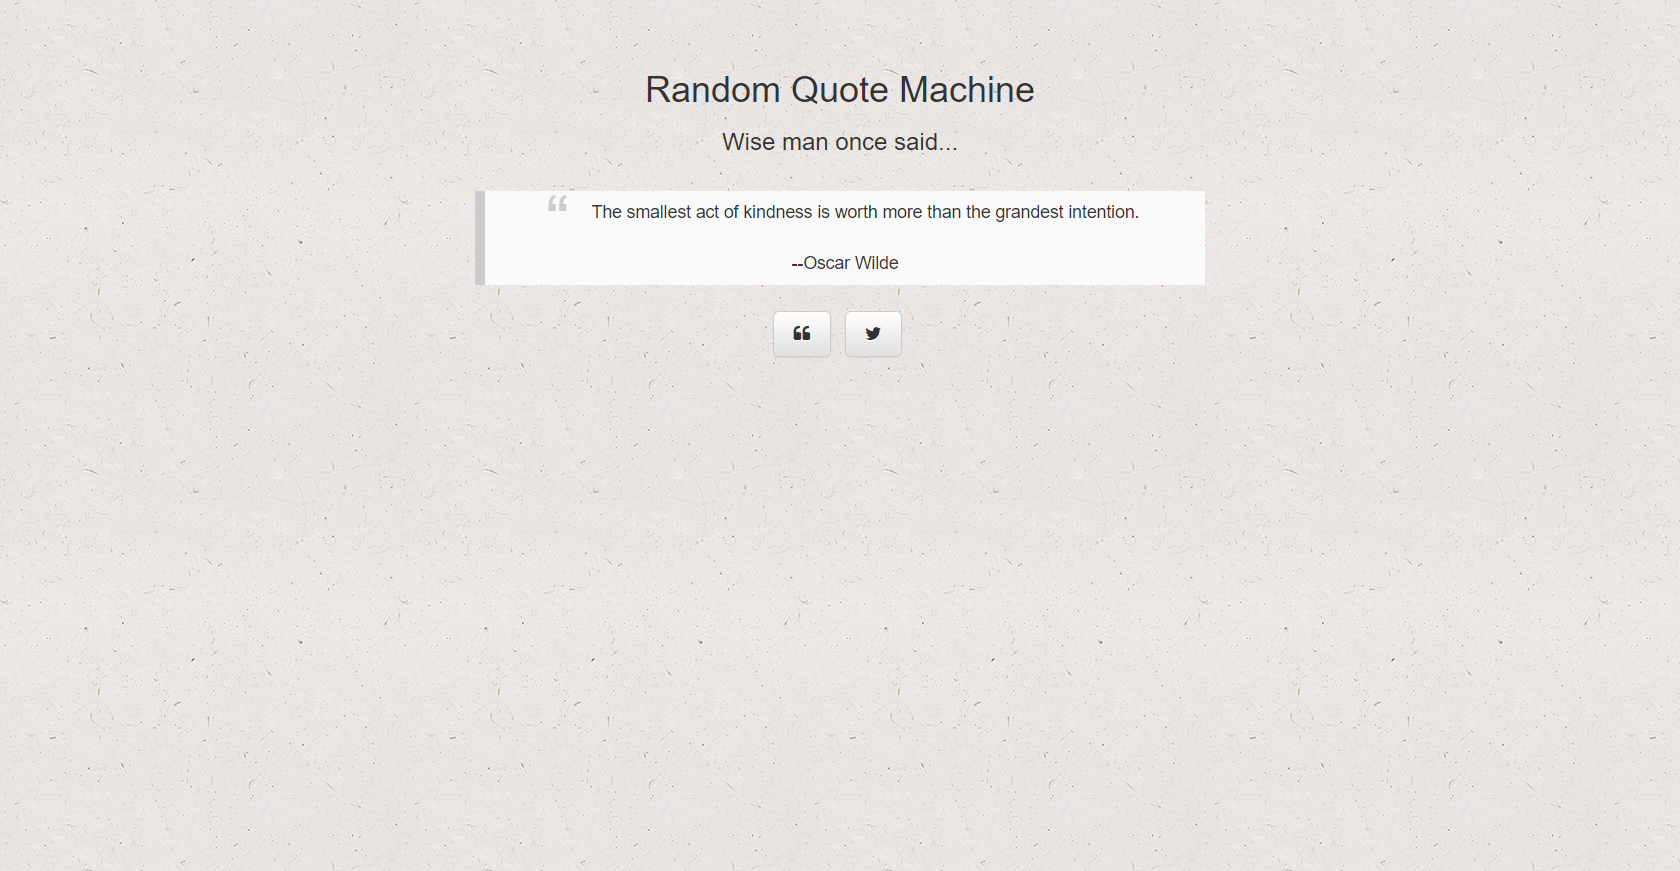 Random Quote Machine
Wise man once said...
“ The smallest act of kindness is worth more than the grandest intention.
--Oscar Wilde